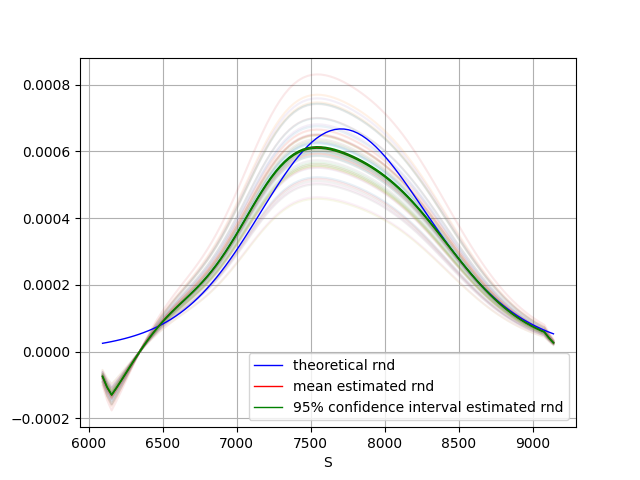 0.0008
0.0006
0.0004
0.0002
0.0000
−0.0002
theoretical rnd
mean estimated rnd
95% confidence interval estimated rnd
6000 6500 7000 7500 8000 8500 9000
S